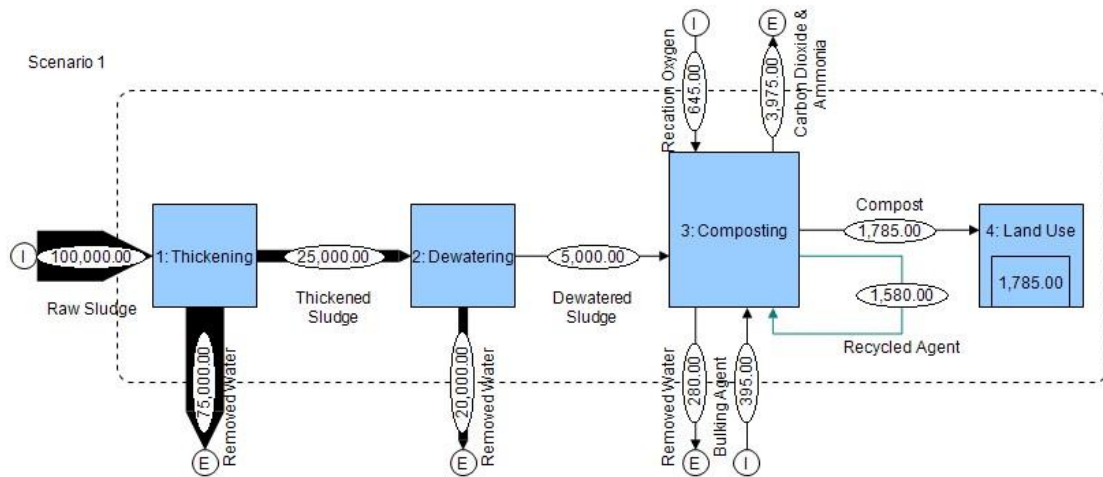 Scenario 1
I
E
Recation Oxygen
645.00
3,975.00
Carbon Dioxide &
Ammonia
I
100,000.00
Raw Sludge
1: Thickening
25,000.00
Thickened
Sludge
2: Dewatering
5,000.00
Dewatered
Sludge
3: Composting
Compost
1,785.00
4: Land Use
1,785.00
1,580.00
Recycled Agent
75,000.00
Removed Water
E
20,000.00
Removed Water
E
280.00
Removed Water
E
Bulking Agent
395.00
I